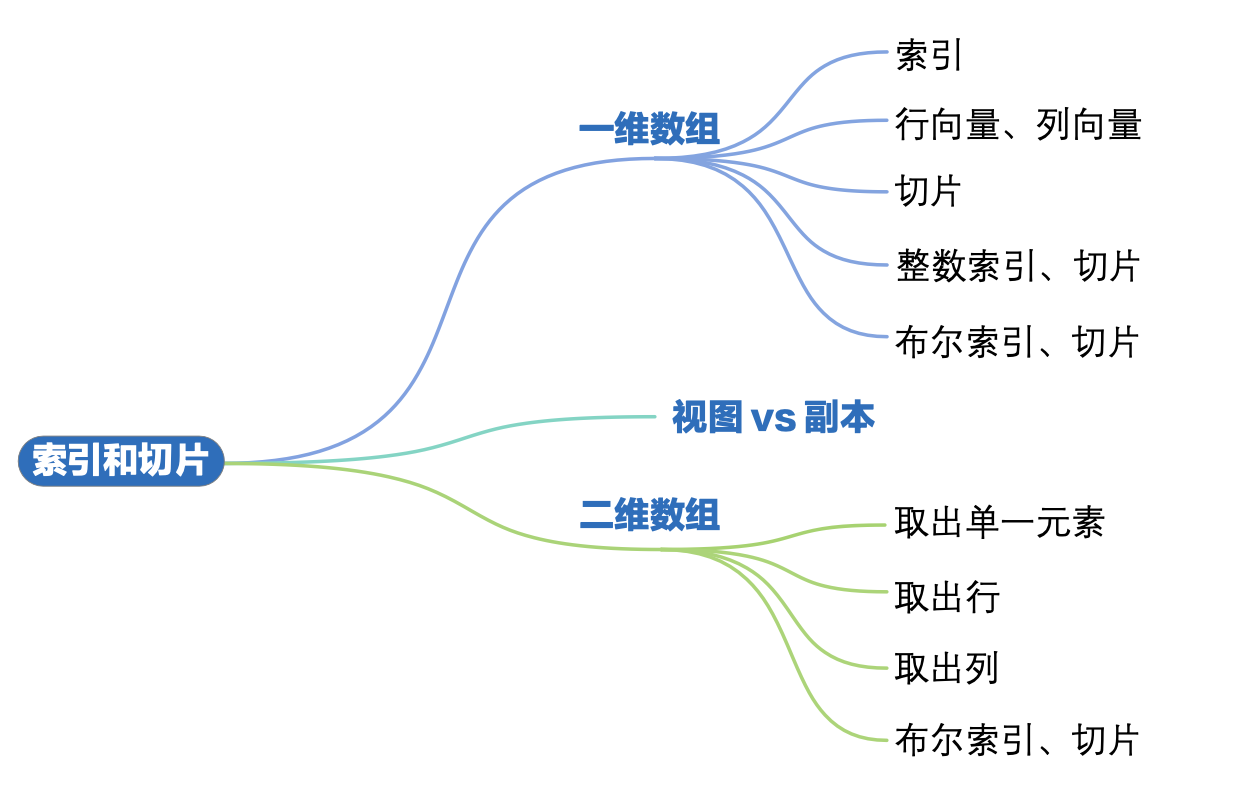 索引和切片
一维数组
索引
行向量、列向量
切片
整数索引、切片
布尔索引、切片
视图 vs 副本
二维数组
取出单一元素
取出行
取出列
布尔索引、切片